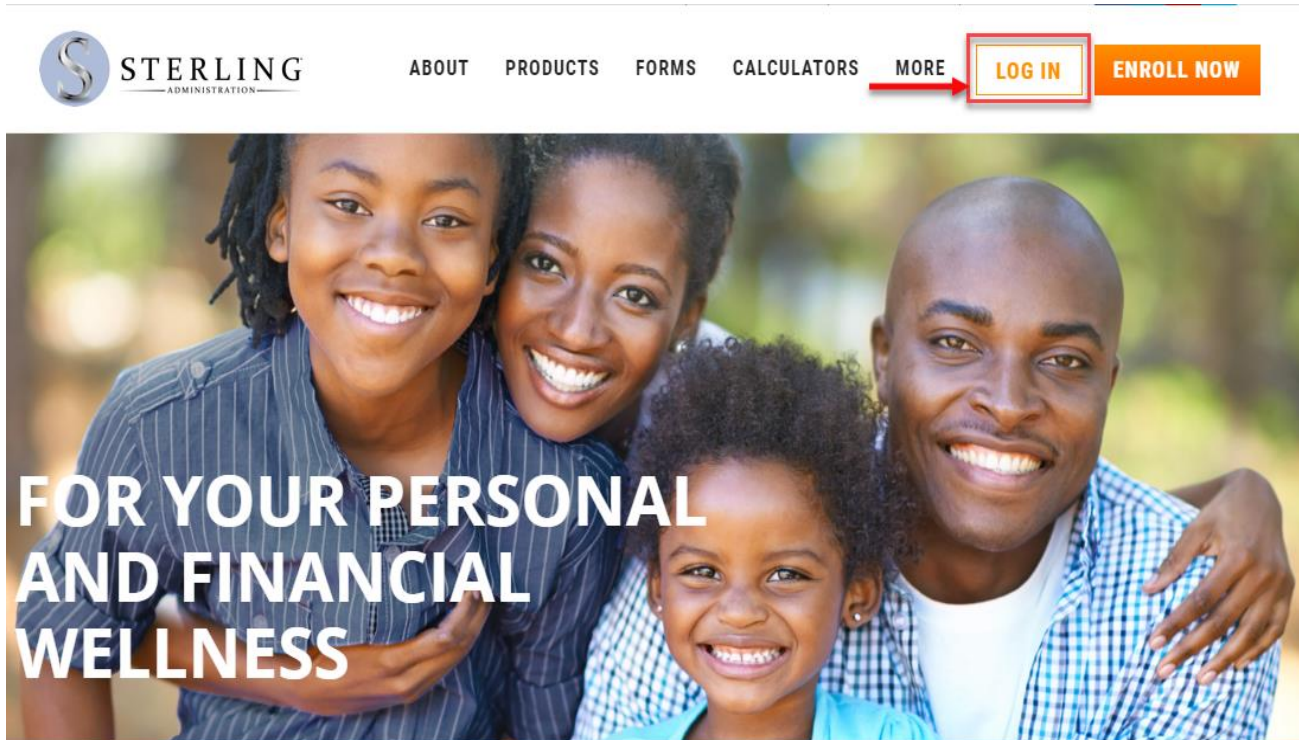 STERLING
ADMINISTRATION
ABOUT PRODUCTS FORMS CALCULATORS MORE LOG IN ENROLL NOW
FOR YOUR PERSONAL
AND FINANCIAL
WELLNESS